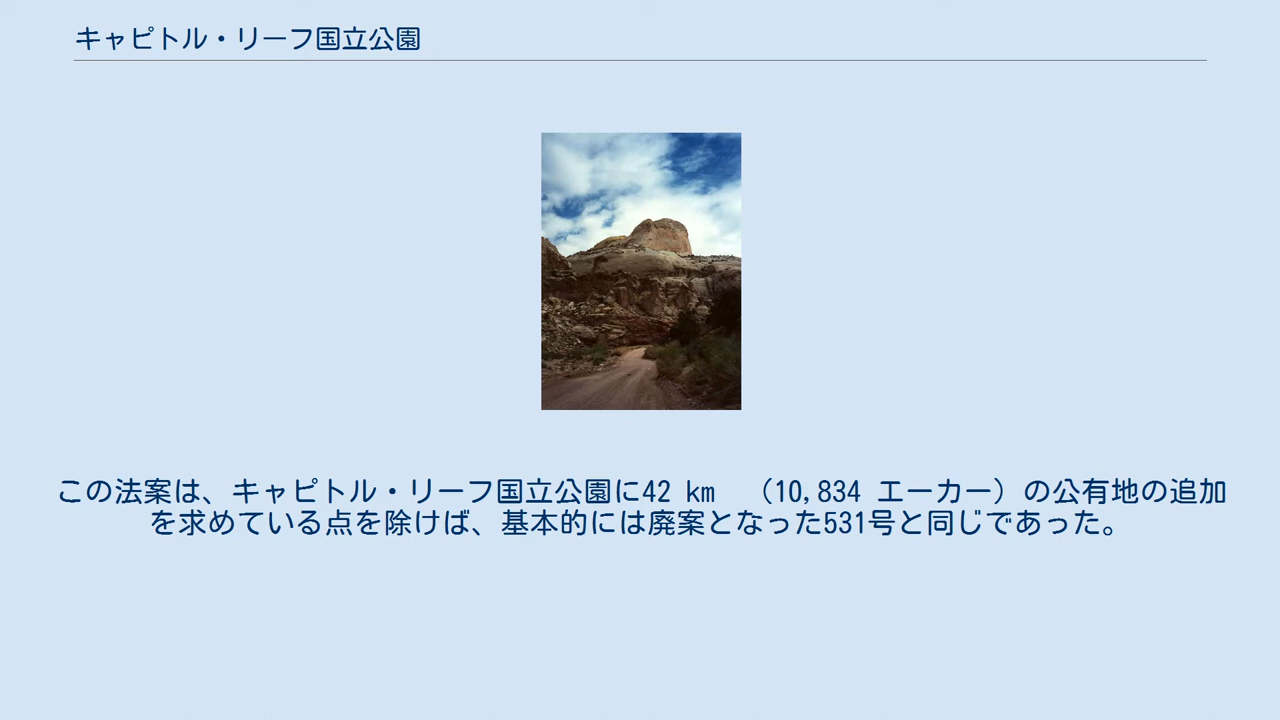 キャピトル・リーフ国立公園
この法案は、キャピトル・リーフ国立公園に42 km　（10,834 エーカー）の公有地の追加
を求めている点を除けば、基本的には廃案となった531号と同じであった。